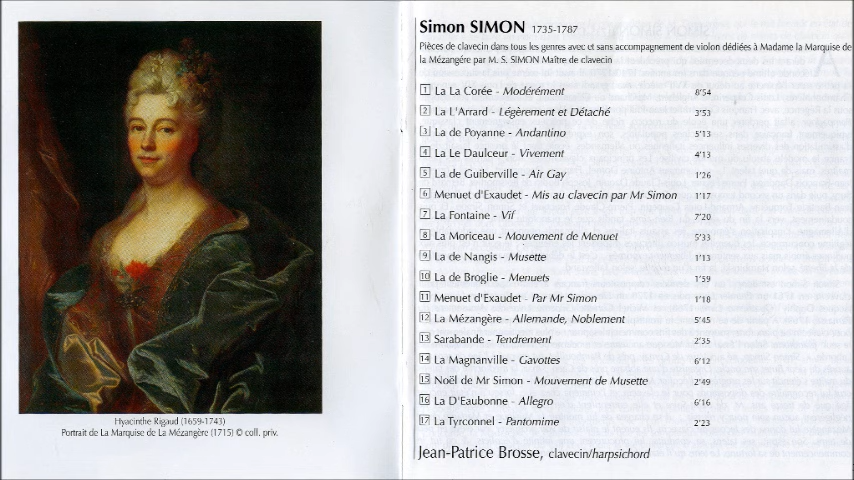 Hyacinthe Rigaud (1659-1743)
Portrait de La Marquise de La Mézangère (1715) © coll. priv.
Simon SIMON 1735-1787
Pièces de clavecin dans tous les genres avec et sans accompagnement de violon dédiées à Madame la Marquise de
la Mézangére par M. S. SIMON Maître de clavecin
1 La La Corée - Modérément 8'54
2 La L'Arrard - Légèrement et Détaché 3'53
3 La de Poyanne - Andantino 5'13
4 La Le Daulceur - Vivement 4'13
5 La de Guiberville - Air Gay 1'26
6 Menuet d'Exaudet - Mis au clavecin par Mr Simon 1'17
7 La Fontaine - Vif 7'20
8 La Moriceau - Mouvement de Menuet 5'33
9 La de Nangis - Musette 1'13
10 La de Broglie - Menuets 1'59
11 Menuet d'Exaudet - Par Mr Simon 1'18
12 La Mézangère - Allemande, Noblement 5'45
13 Sarabande - Tendrement 2'35
14 La Magnanville - Gavottes 6'12
15 Noël de Mr Simon - Mouvement de Musette 2'49
16 La D'Eaubonne - Allegro 6'16
17 La Tyrconnel - Pantomime 2'23
Jean-Patrice Brosse, clavecin/harpsichord